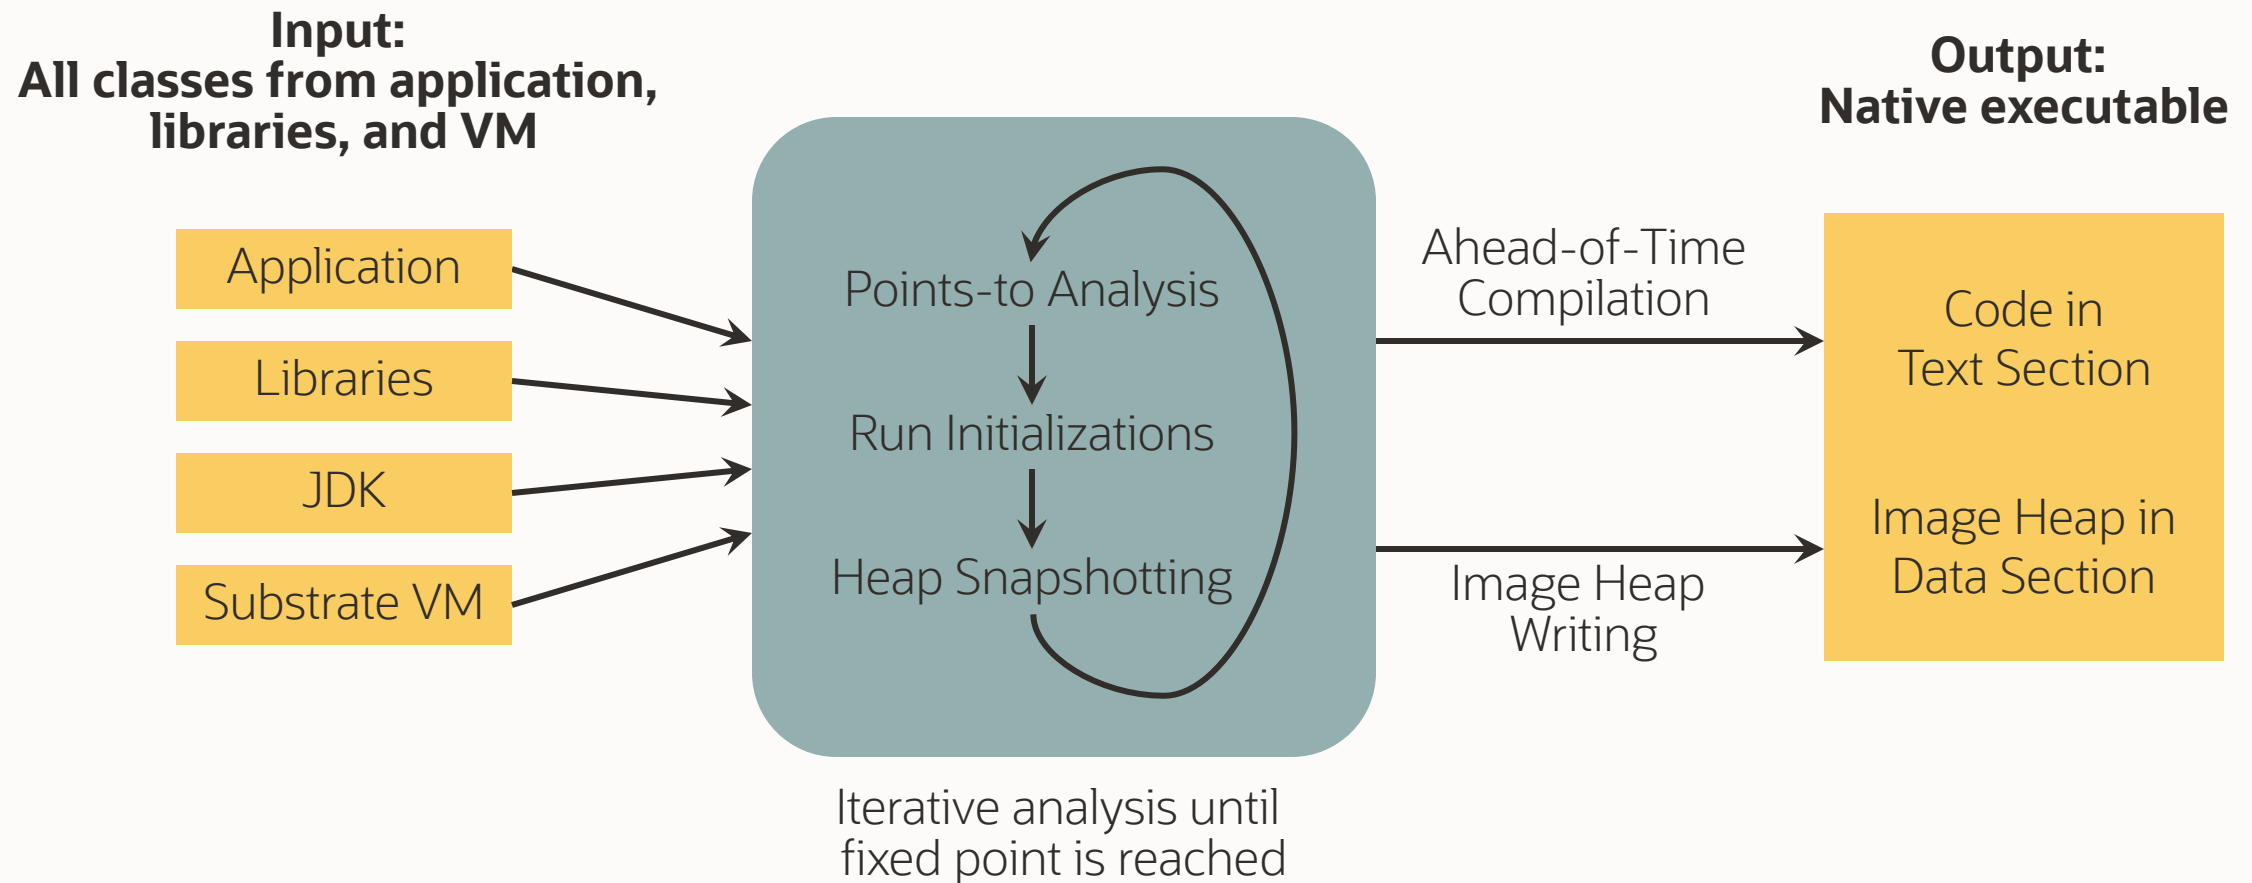 Input:
All classes from application,
libraries, and VM
Application
Libraries
JDK
Substrate VM
Points-to Analysis
Run Initializations
Heap Snapshotting
Iterative analysis until
fixed point is reached
Ahead-of-Time
Compilation
Image Heap
Writing
Output:
Native executable
Code in
Text Section
Image Heap in
Data Section